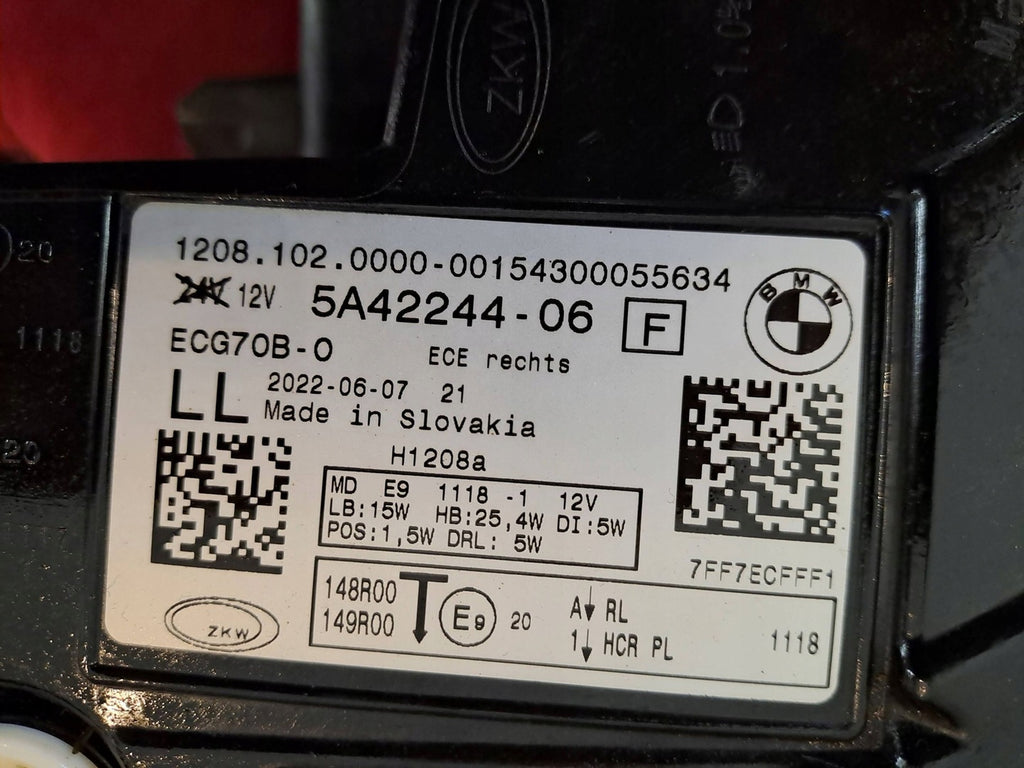 ZKW
1208.102.0000-00154300055634
24V 12V 5A42244-06 F
BMW
ECG70B-0 ECE rechts
LL 2022-06-07 21
Made in Slovakia
H1208a
MD E9 1118 -1 12V
LB:15W HB:25,4W DI:5W
POS:1,5W DRL: 5W
7FF7ECFFF1
148R00 T E9 20 A RL
149R00 1 HCR PL 1118
ZKW
20
1118
20